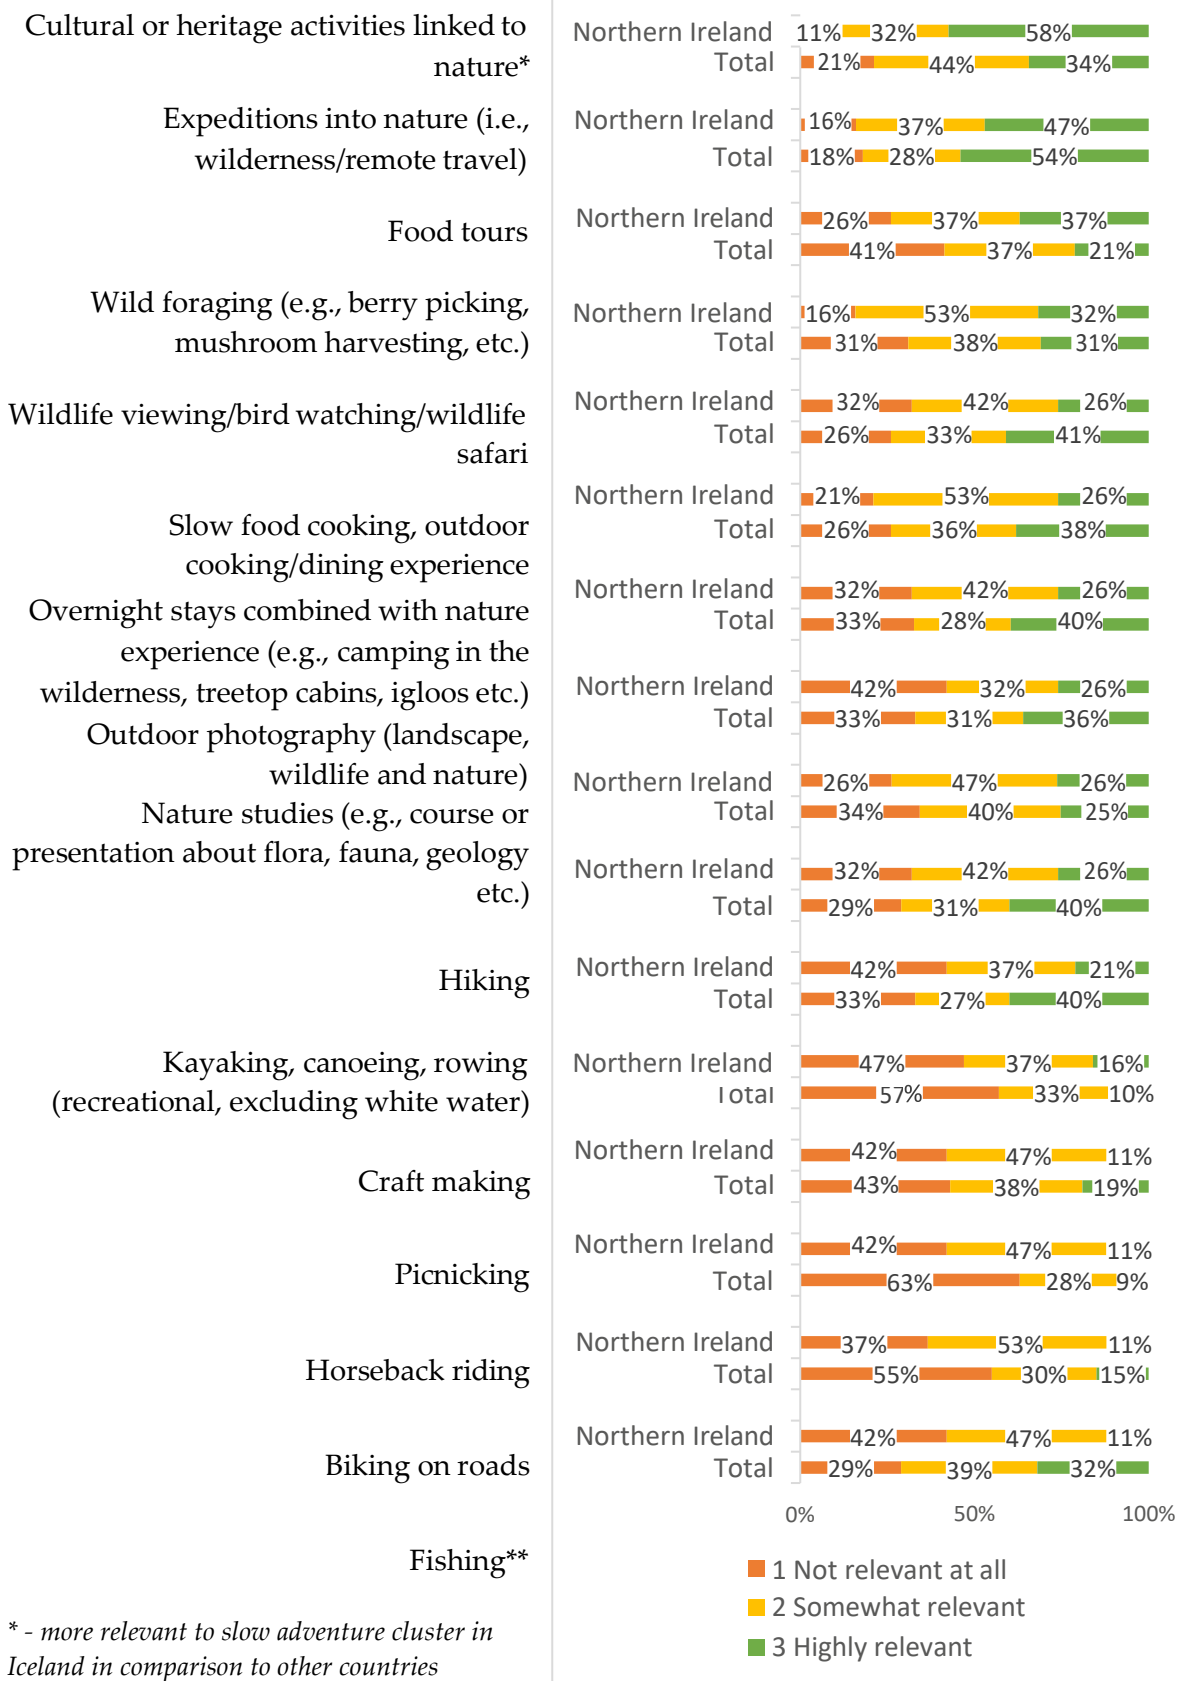 Cultural or heritage activities linked to
nature*
Northern Ireland 11% 32% 58%
Total 21% 44% 34%
Expeditions into nature (i.e.,
wilderness/remote travel)
Northern Ireland 16% 37% 47%
Total 18% 28% 54%
Food tours
Northern Ireland 26% 37% 37%
Total 41% 37% 21%
Wild foraging (e.g., berry picking,
mushroom harvesting, etc.)
Northern Ireland 16% 53% 32%
Total 31% 38% 31%
Wildlife viewing/bird watching/wildlife
safari
Northern Ireland 32% 42% 26%
Total 26% 33% 41%
Slow food cooking, outdoor
cooking/dining experience
Northern Ireland 21% 53% 26%
Total 26% 36% 38%
Overnight stays combined with nature
experience (e.g., camping in the
wilderness, treetop cabins, igloos etc.)
Northern Ireland 32% 42% 26%
Total 33% 28% 40%
Outdoor photography (landscape,
wildlife and nature)
Northern Ireland 42% 32% 26%
Total 33% 31% 36%
Nature studies (e.g., course or
presentation about flora, fauna, geology
etc.)
Northern Ireland 26% 47% 26%
Total 34% 40% 25%
Northern Ireland 32% 42% 26%
Total 29% 31% 40%
Hiking
Northern Ireland 42% 37% 21%
Total 33% 27% 40%
Kayaking, canoeing, rowing
(recreational, excluding white water)
Northern Ireland 47% 37% 16%
Total 57% 33% 10%
Craft making
Northern Ireland 42% 47% 11%
Total 43% 38% 19%
Picnicking
Northern Ireland 42% 47% 11%
Total 63% 28% 9%
Horseback riding
Northern Ireland 37% 53% 11%
Total 55% 30% 15%
Biking on roads
Northern Ireland 42% 47% 11%
Total 29% 39% 32%
0% 50% 100%
Fishing**
1 Not relevant at all
2 Somewhat relevant
3 Highly relevant
* - more relevant to slow adventure cluster in
Iceland in comparison to other countries